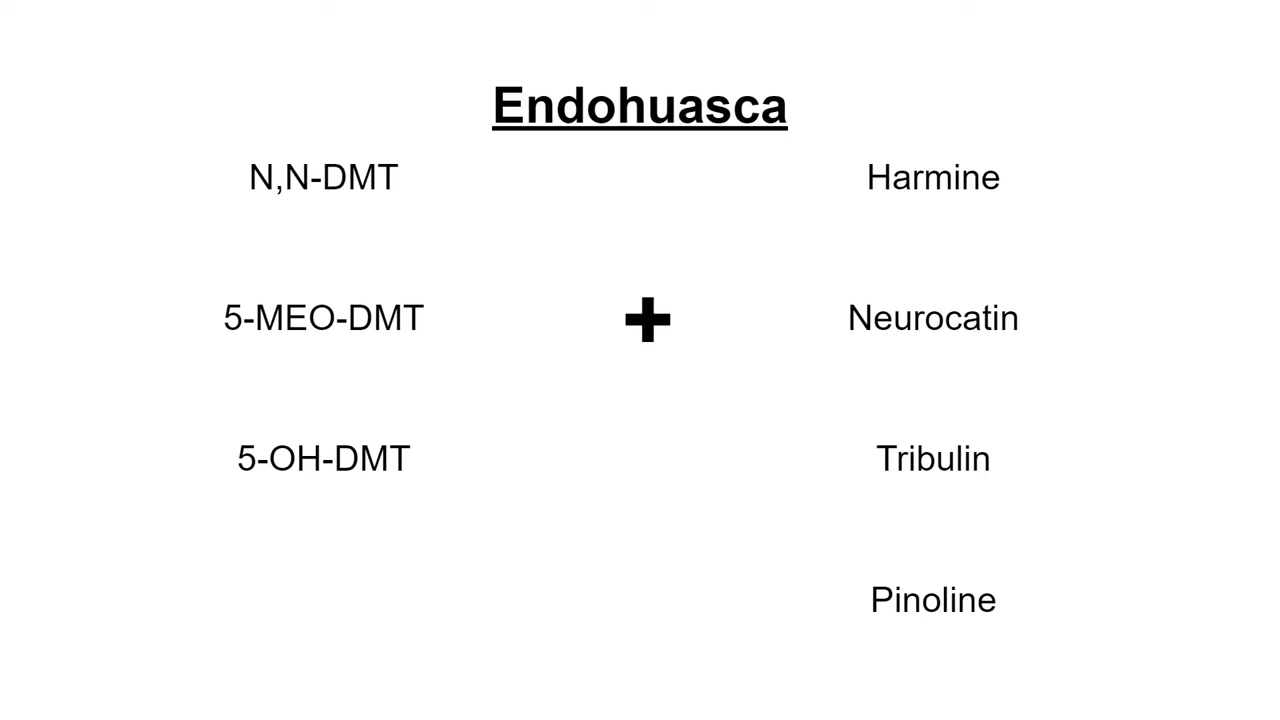 Endohuasca
N,N-DMT
Harmine
5-MEO-DMT
+
Neurocatin
5-OH-DMT
Tribulin
Pinoline